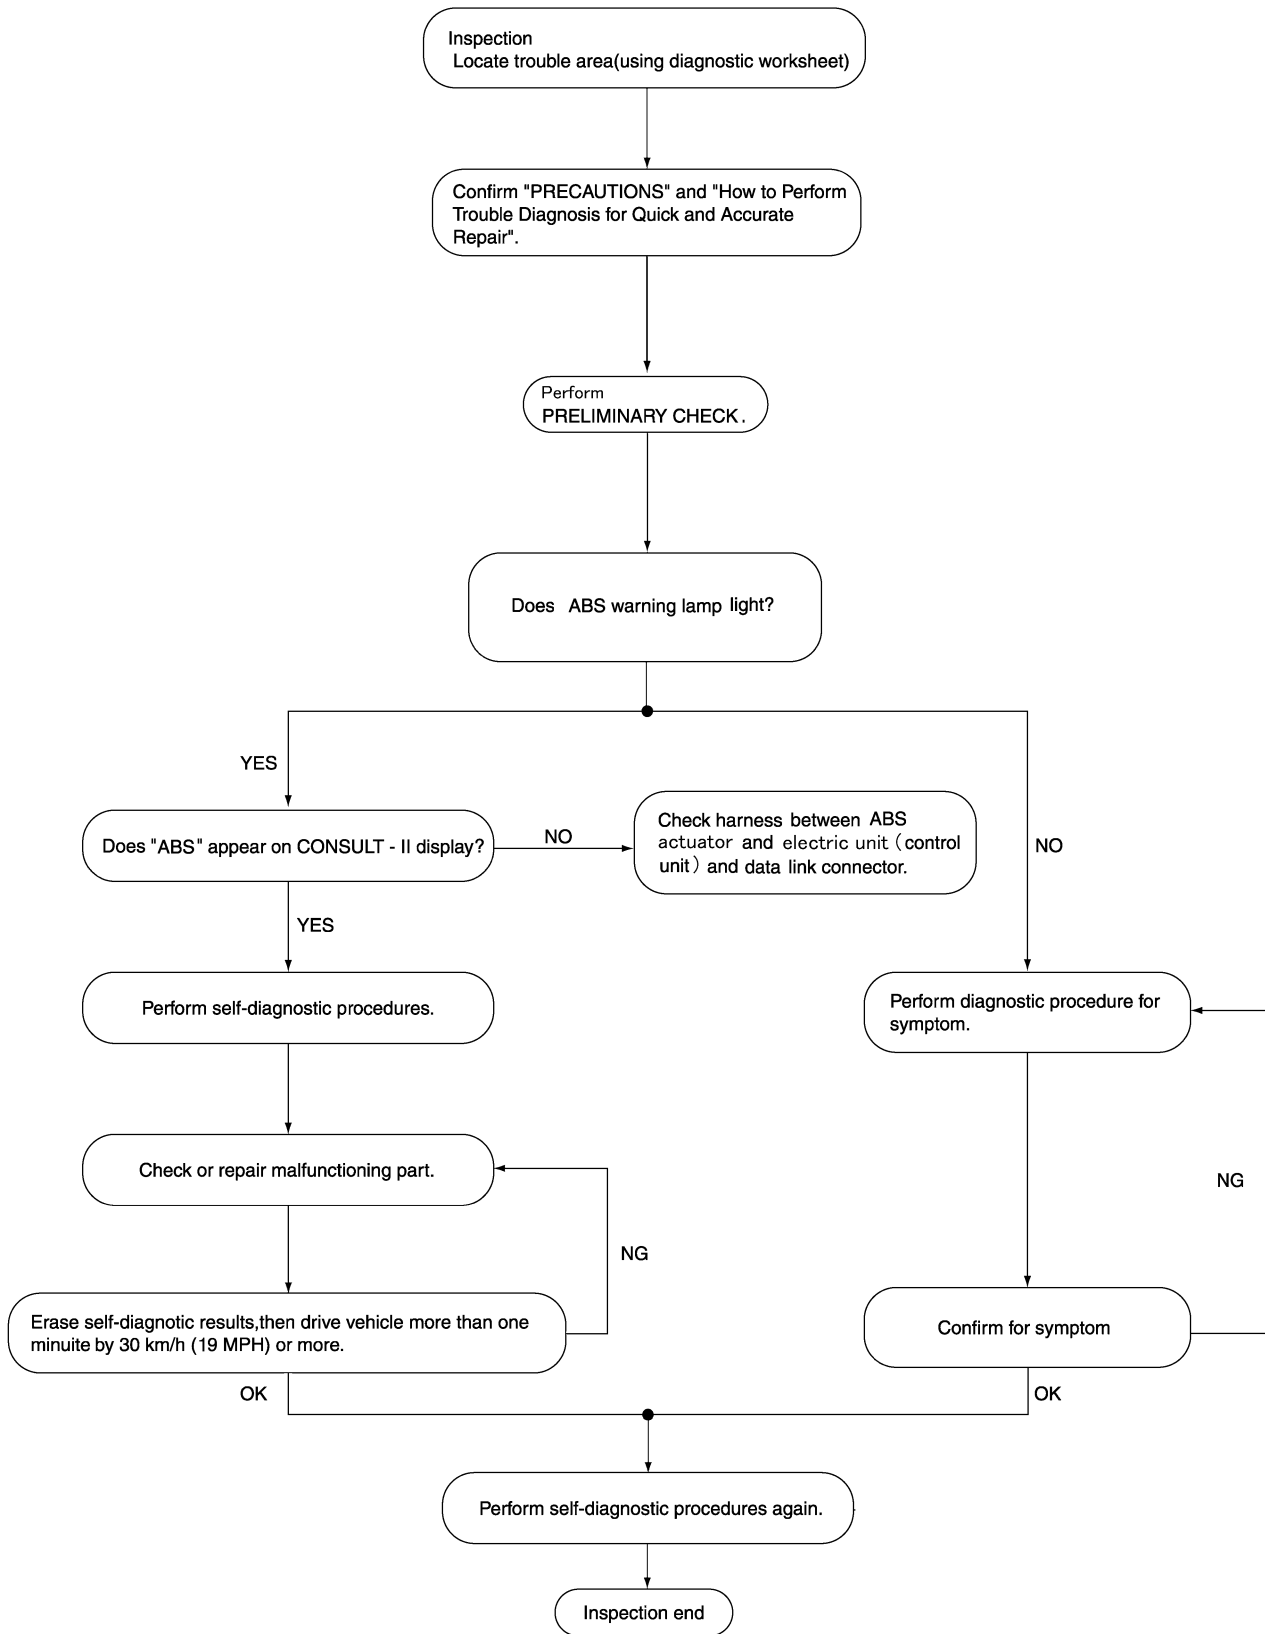 Inspection
Locate trouble area(using diagnostic worksheet)
Confirm "PRECAUTIONS" and "How to Perform
Trouble Diagnosis for Quick and Accurate
Repair".
Perform
PRELIMINARY CHECK.
Does ABS warning lamp light?
YES
NO
Does "ABS" appear on CONSULT - II display?
NO
Check harness between ABS
actuator and electric unit (control
unit) and data link connector.
YES
Perform self-diagnostic procedures.
Perform diagnostic procedure for
symptom.
Check or repair malfunctioning part.
NG
NG
Erase self-diagnotic results,then drive vehicle more than one
minuite by 30 km/h (19 MPH) or more.
Confirm for symptom
OK
OK
Perform self-diagnostic procedures again.
Inspection end